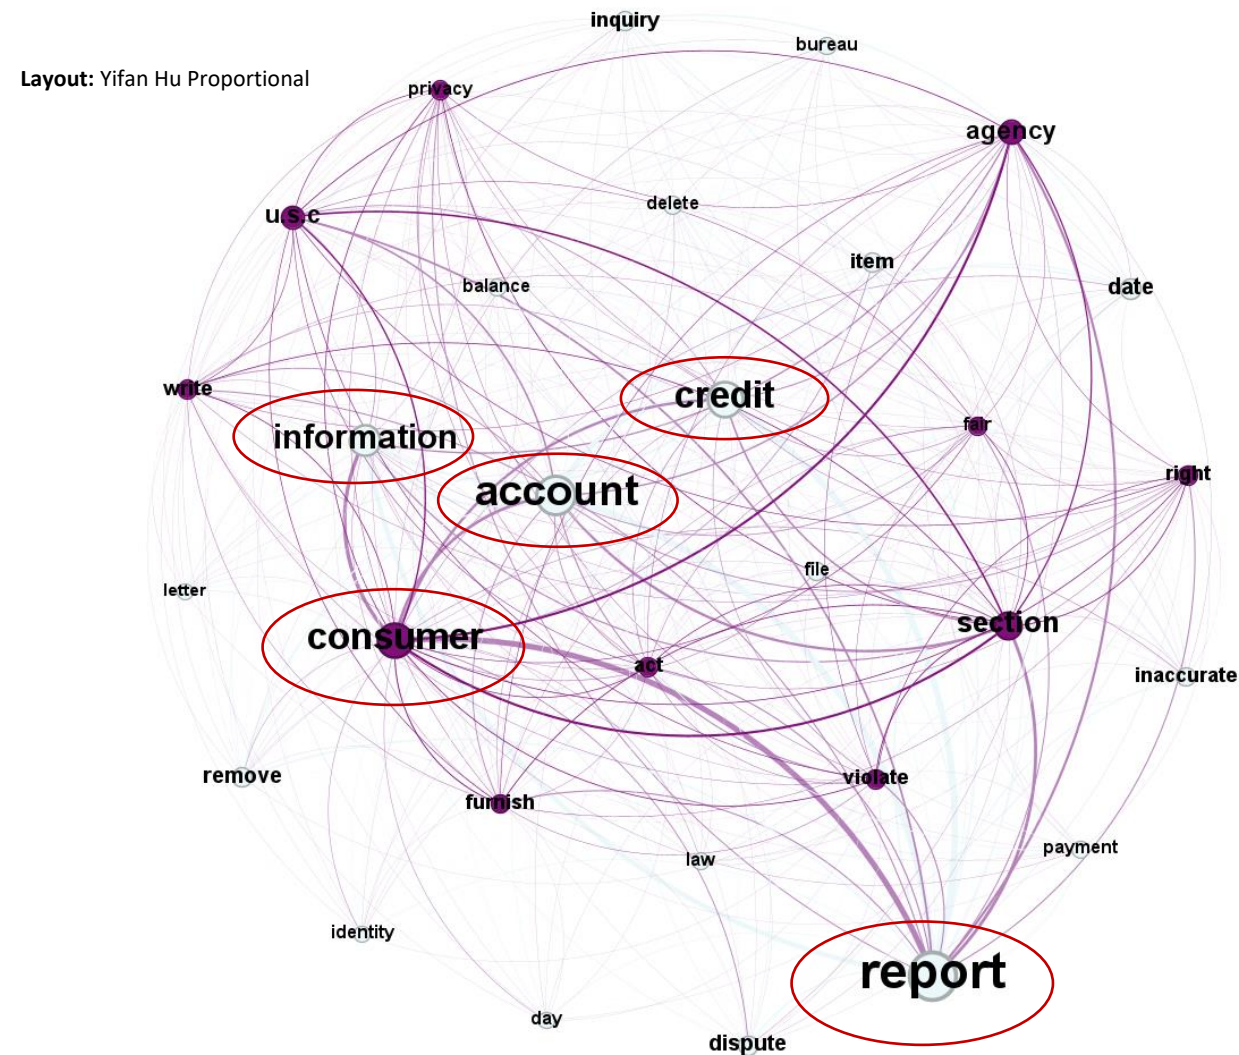 inquiry
bureau
Layout: Yifan Hu Proportional
privacy
agency
delete
u.s.c
item
balance
date
write
credit
information
fair
account
right
file
letter
section
consumer
act
inaccurate
remove
violate
furnish
payment
law
identity
report
day
dispute